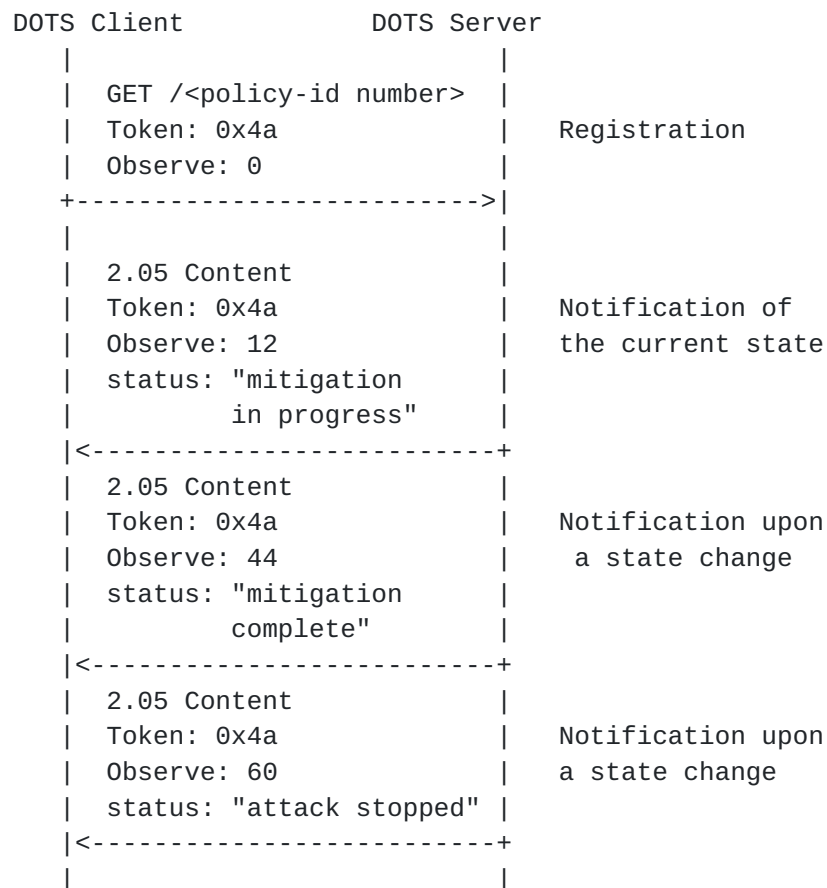 DOTS Client            DOTS Server
   |                           |
   |  GET /<policy-id number>  |
   |  Token: 0x4a              |   Registration
   |  Observe: 0               |
   +-------------------------->|
   |                           |
   |  2.05 Content             |
   |  Token: 0x4a              |   Notification of
   |  Observe: 12              |   the current state
   |  status: "mitigation      |
   |          in progress"     |
   |<--------------------------+
   |  2.05 Content             |
   |  Token: 0x4a              |   Notification upon
   |  Observe: 44              |    a state change
   |  status: "mitigation      |
   |          complete"        |
   |<--------------------------+
   |  2.05 Content             |
   |  Token: 0x4a              |   Notification upon
   |  Observe: 60              |   a state change
   |  status: "attack stopped" |
   |<--------------------------+
   |                           |